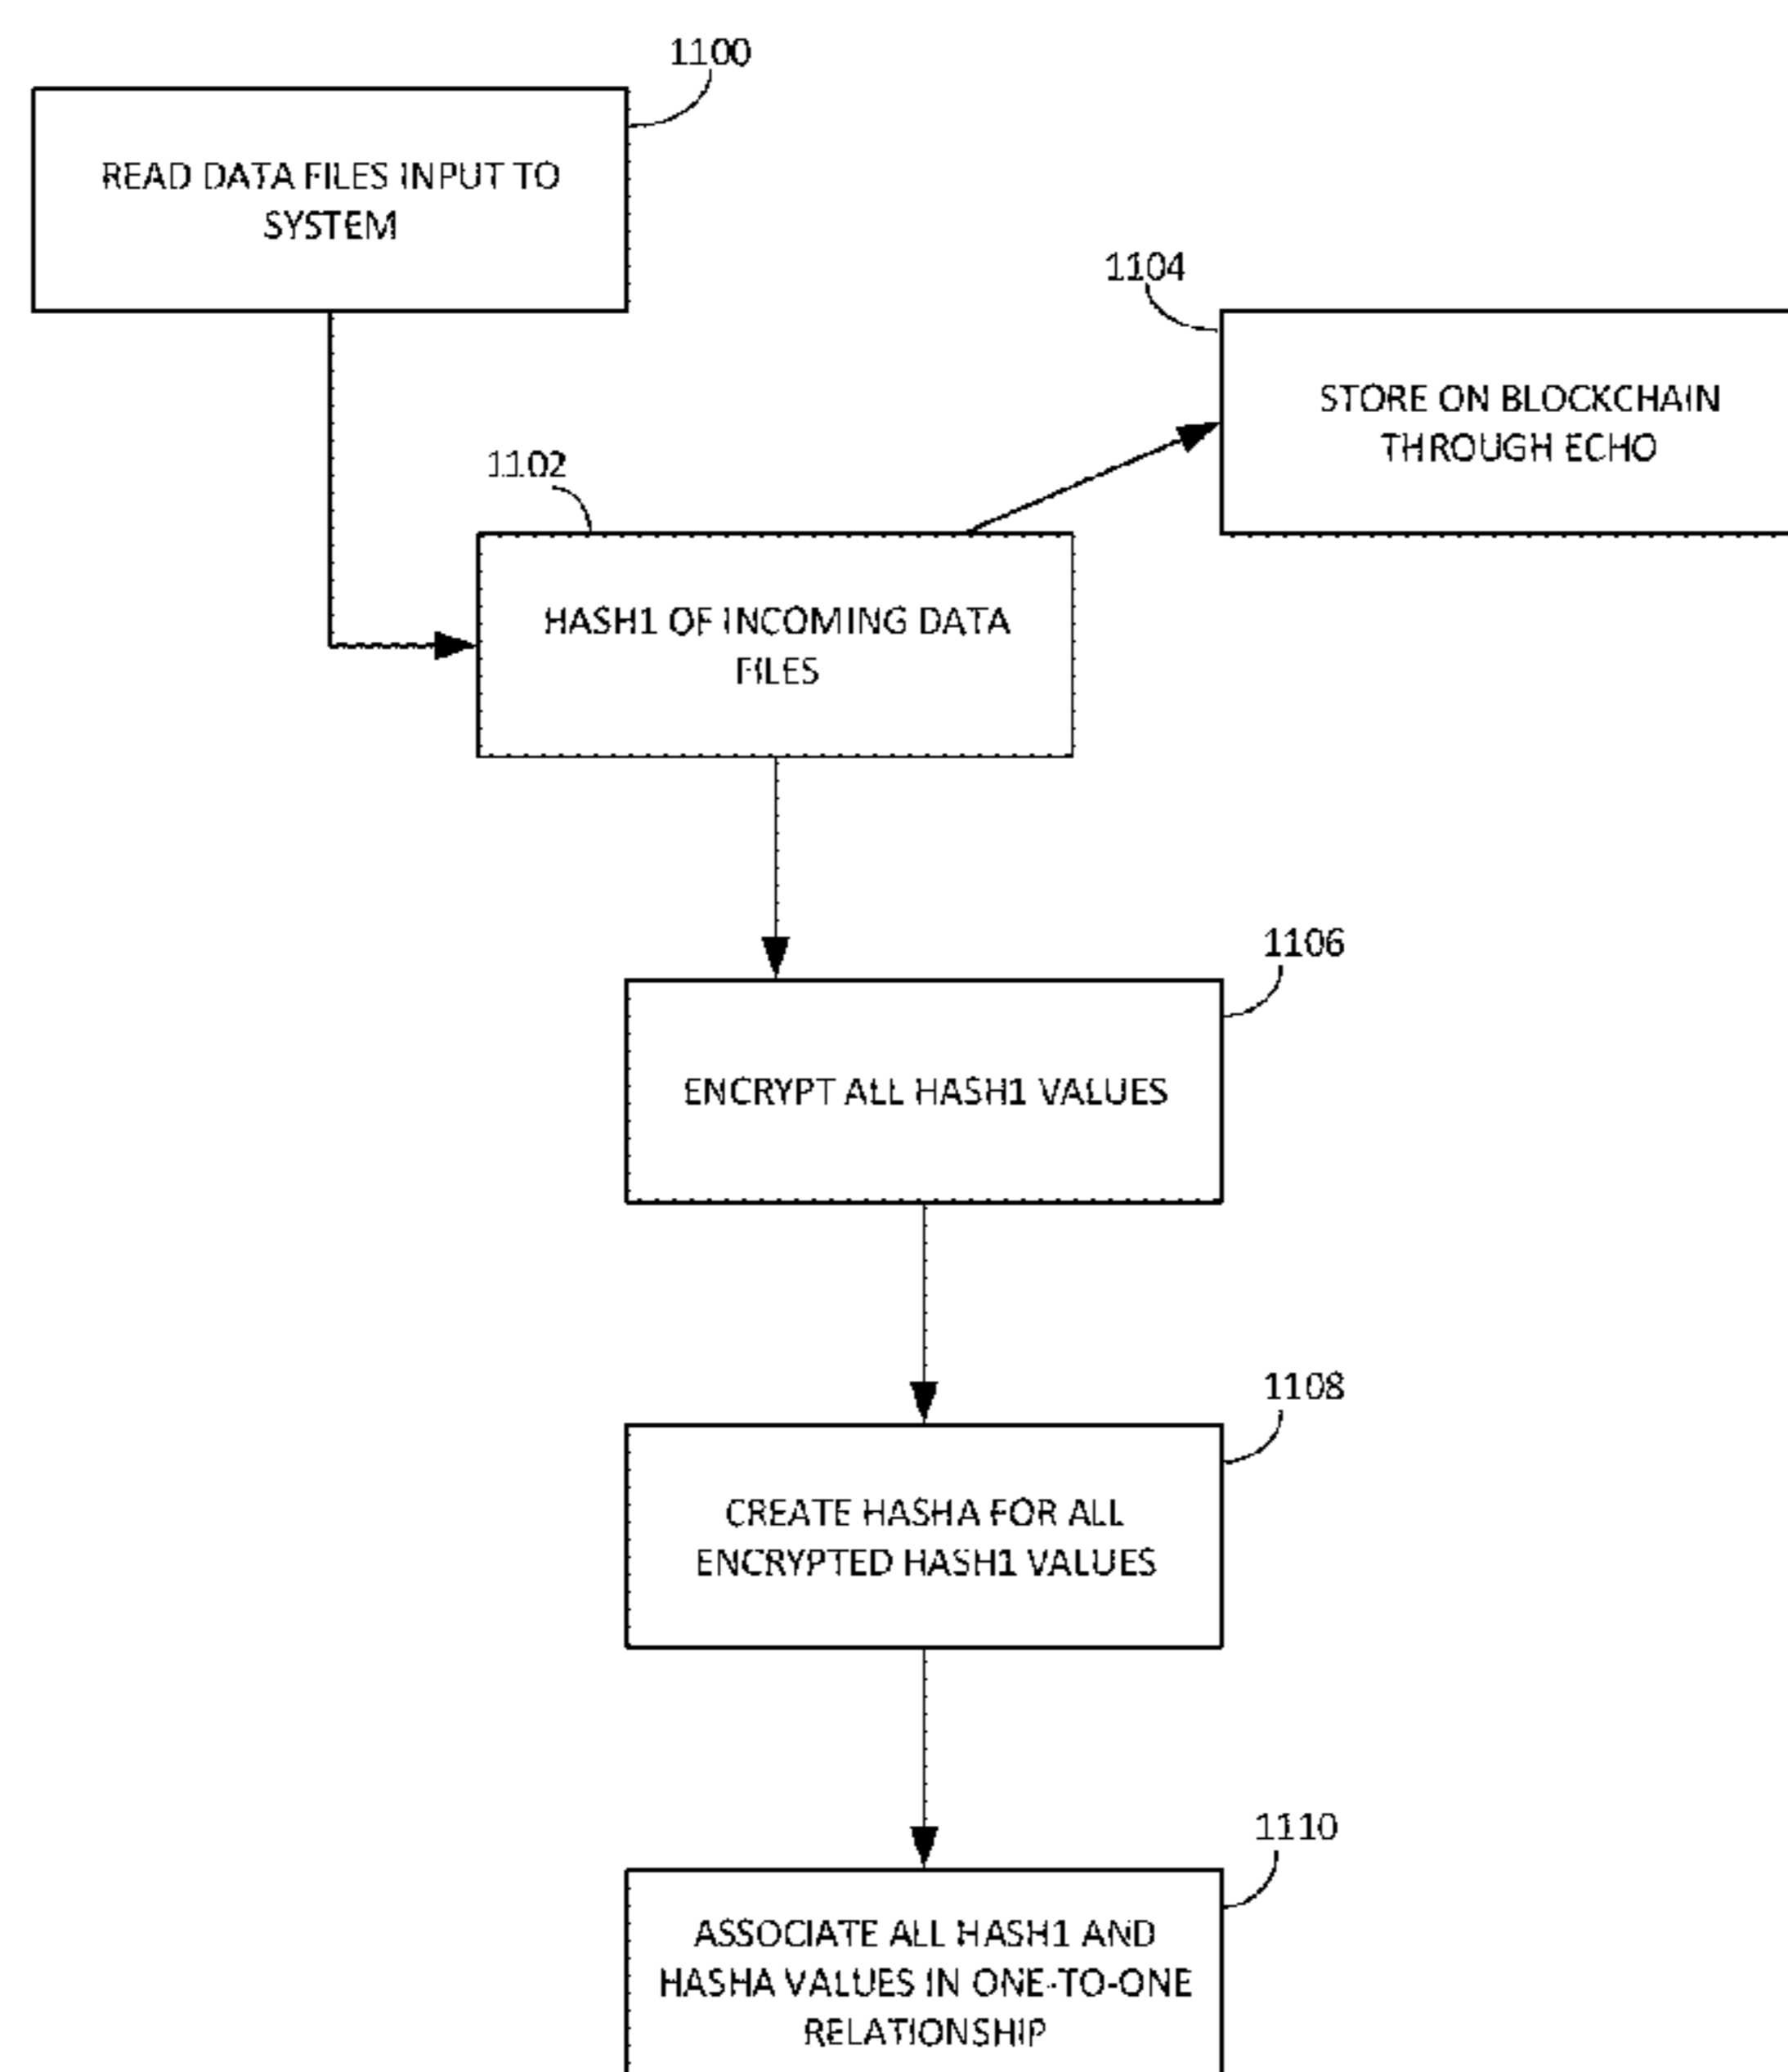 1100
READ DATA FILES INPUT TO
SYSTEM
1104
STORE ON BLOCKCHAIN
THROUGH ECHO
1102
HASH1 OF INCOMING DATA
FILES
1106
ENCRYPT ALL HASH1 VALUES
1108
CREATE HASHA FOR ALL
ENCRYPTED HASH1 VALUES
1110
ASSOCIATE ALL HASH1 AND
HASHA VALUES IN ONE-TO-ONE
RELATIONSHIP